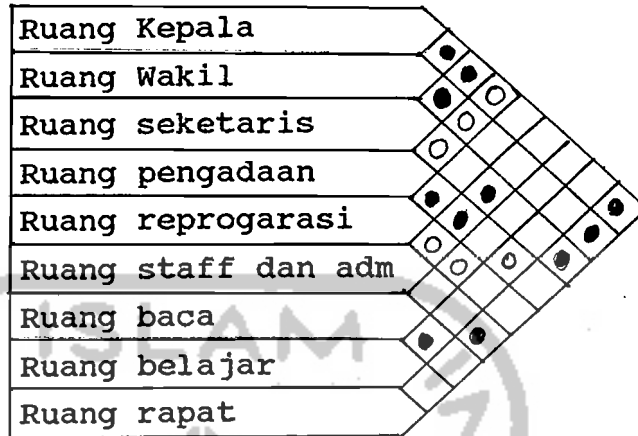 Ruang Kepala
Ruang Wakil
Ruang seketaris
Ruang pengadaan
Ruang reprogarasi
Ruang staff dan adm
Ruang baca
Ruang belajar
Ruang rapat
ISLAM